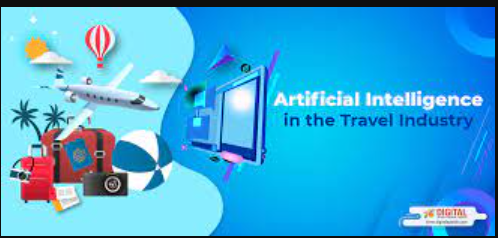 Artificial Intelligence
in the Travel Industry
DIGITAL